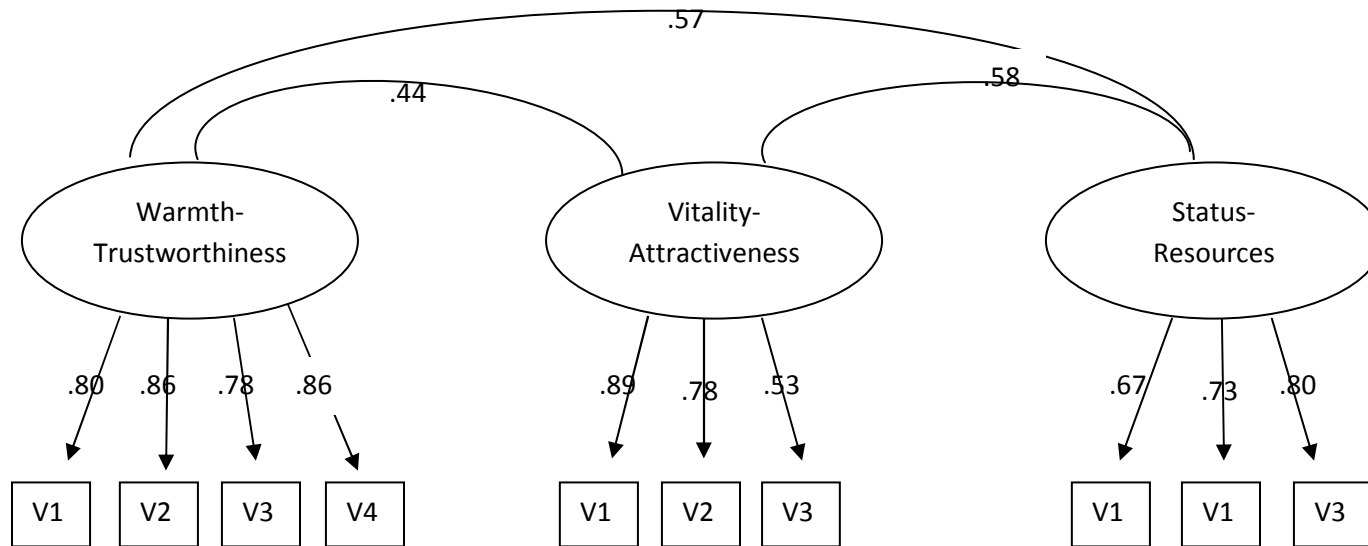 .57
.58
.44
Warmth-
Trustworthiness
Vitality-
Attractiveness
Status-
Resources
.80 .86 .78 .86
.89 .78 .53
.67 .73 .80
V1 V2 V3 V4
V1 V2 V3
V1 V1 V3